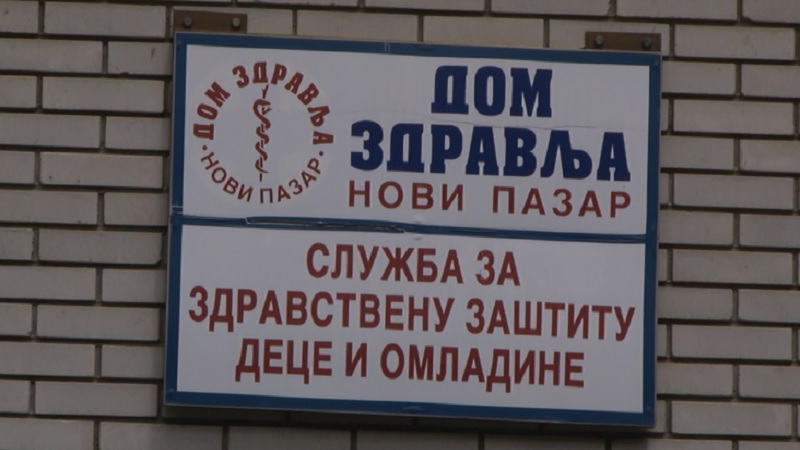 ДОМ ЗДРАВЉА
НОВИ ПАЗАР
ДОМ
ЗДРАВЉА
НОВИ ПАЗАР
СЛУЖБА ЗА
ЗДРАВСТВЕНУ ЗАШТИТУ
ДЕЦЕ И ОМЛАДИНЕ